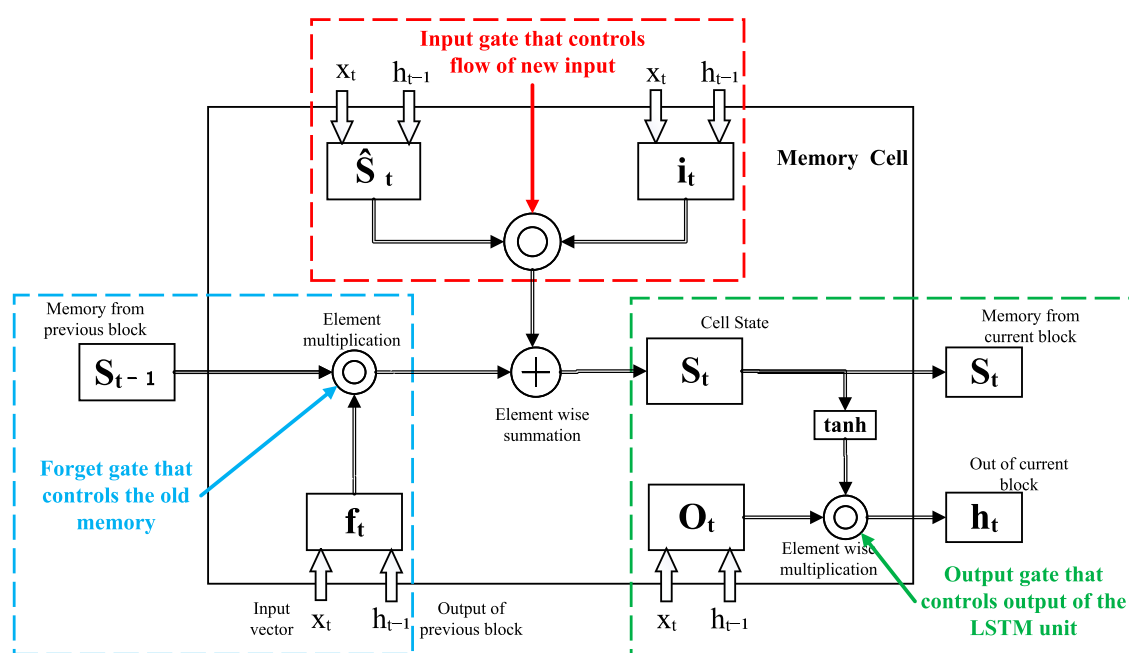 Input gate that controls
flow of new input
xₜ
hₜ₋₁
xₜ
hₜ₋₁
Ŝ ₜ
iₜ
Memory Cell
Memory from
previous block
Element
multiplication
Cell State
Memory from
current block
Sₜ₋₁
+
Sₜ
Sₜ
Element wise
summation
tanh
Forget gate that
controls the old
memory
Out of current
block
fₜ
Oₜ
hₜ
Element wise
multiplication
Input
vector
xₜ
hₜ₋₁
Output of
previous block
xₜ
hₜ₋₁
Output gate that
controls output of the
LSTM unit